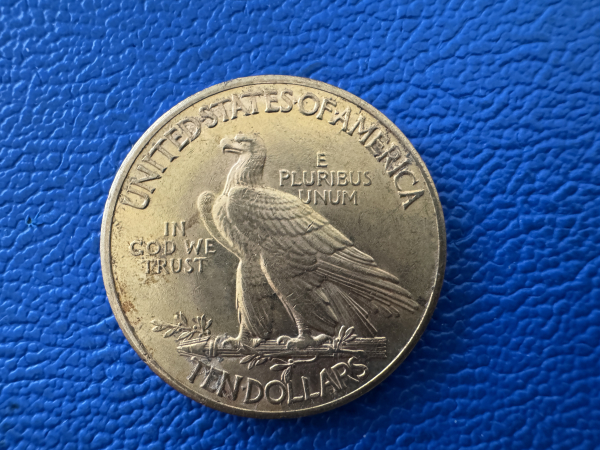 UNITED·STATES·OF·AMERICA
E
PLURIBUS
UNUM
IN
GOD WE
TRUST
TEN DOLLARS